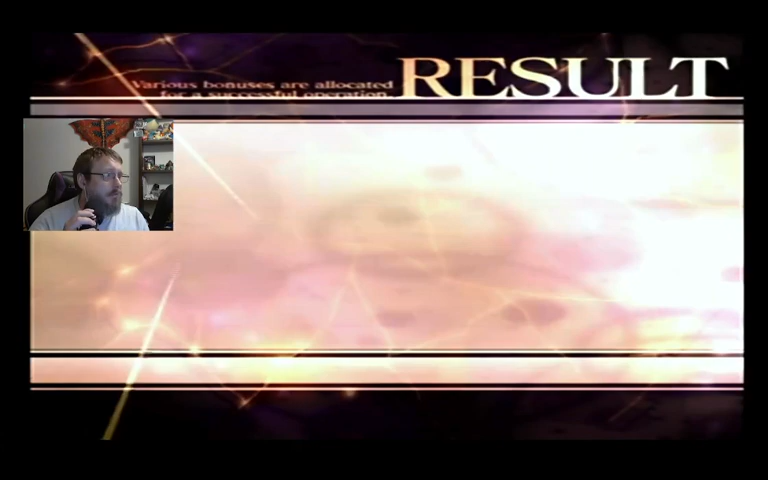 Various bonuses are allocated
for a successful operation.
RESULT